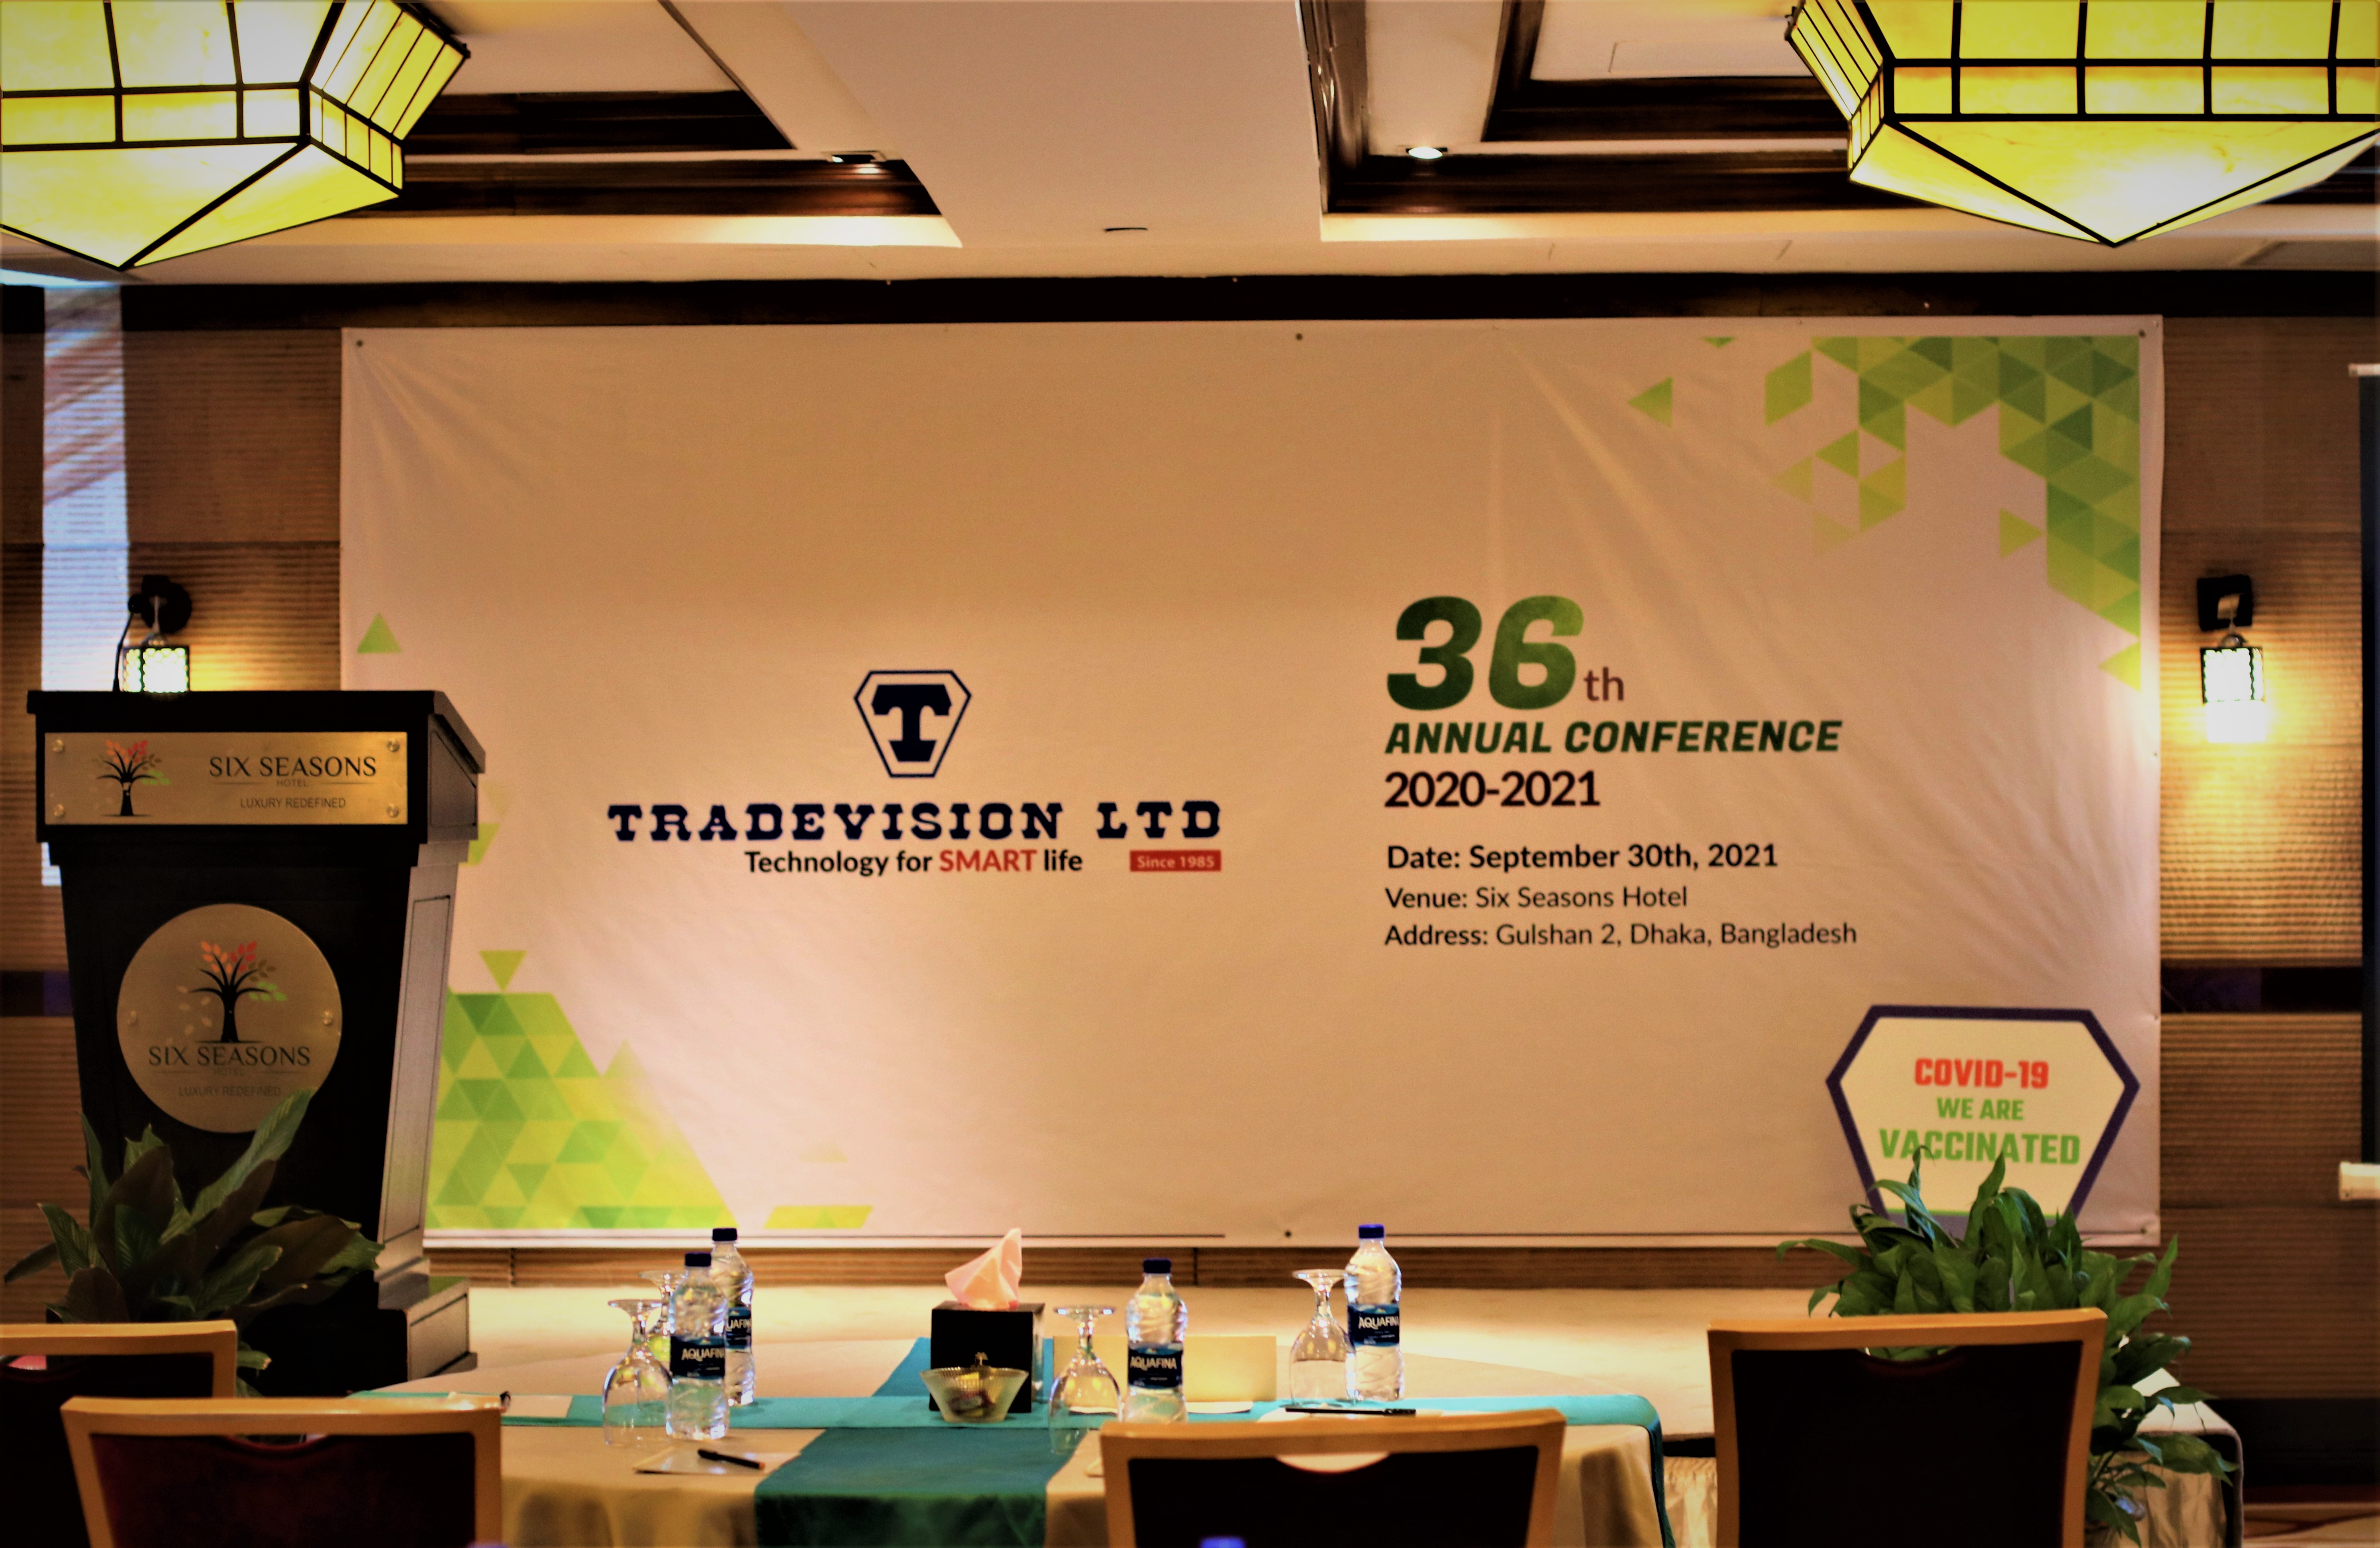 SIX SEASONS
HOTEL
LUXURY REDEFINED
SIX SEASONS
HOTEL
LUXURY REDEFINED
T
TRADEVISION LTD
Technology for SMART life
Since 1985
36th
ANNUAL CONFERENCE
2020-2021
Date: September 30th, 2021
Venue: Six Seasons Hotel
Address: Gulshan 2, Dhaka, Bangladesh
COVID-19
WE ARE
VACCINATED
AQUAFINA
AQUAFINA
AQUAFINA